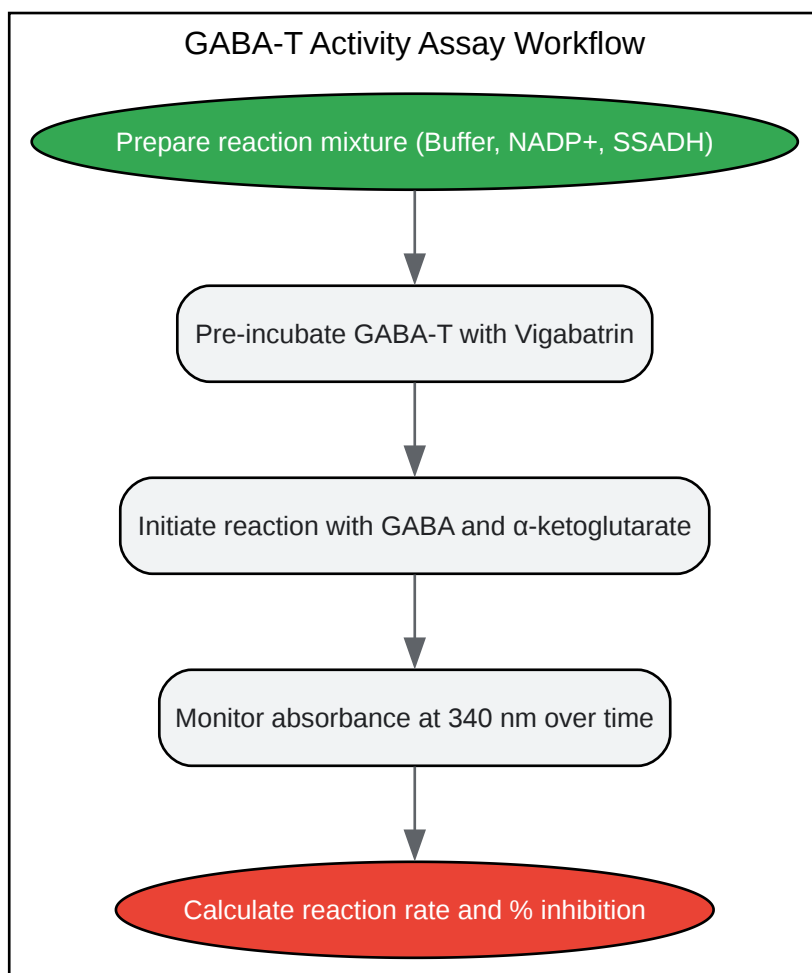 GABA-T Activity Assay Workflow
Prepare reaction mixture (Buffer, NADP+, SSADH)
Pre-incubate GABA-T with Vigabatrin
Initiate reaction with GABA and α-ketoglutarate
Monitor absorbance at 340 nm over time
Calculate reaction rate and % inhibition